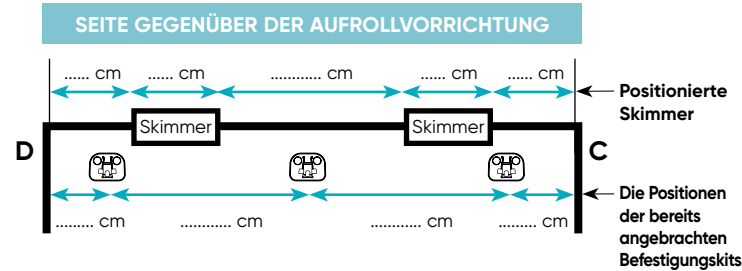 SEITE GEGENÜBER DER AUFROLLVORRICHTUNG
...... cm ...... cm ............ cm ...... cm ...... cm
Positionierte
Skimmer
Skimmer Skimmer
D C
Die Positionen
der bereits
angebrachten
Befestigungskits
......... cm ............ cm ............ cm ......... cm